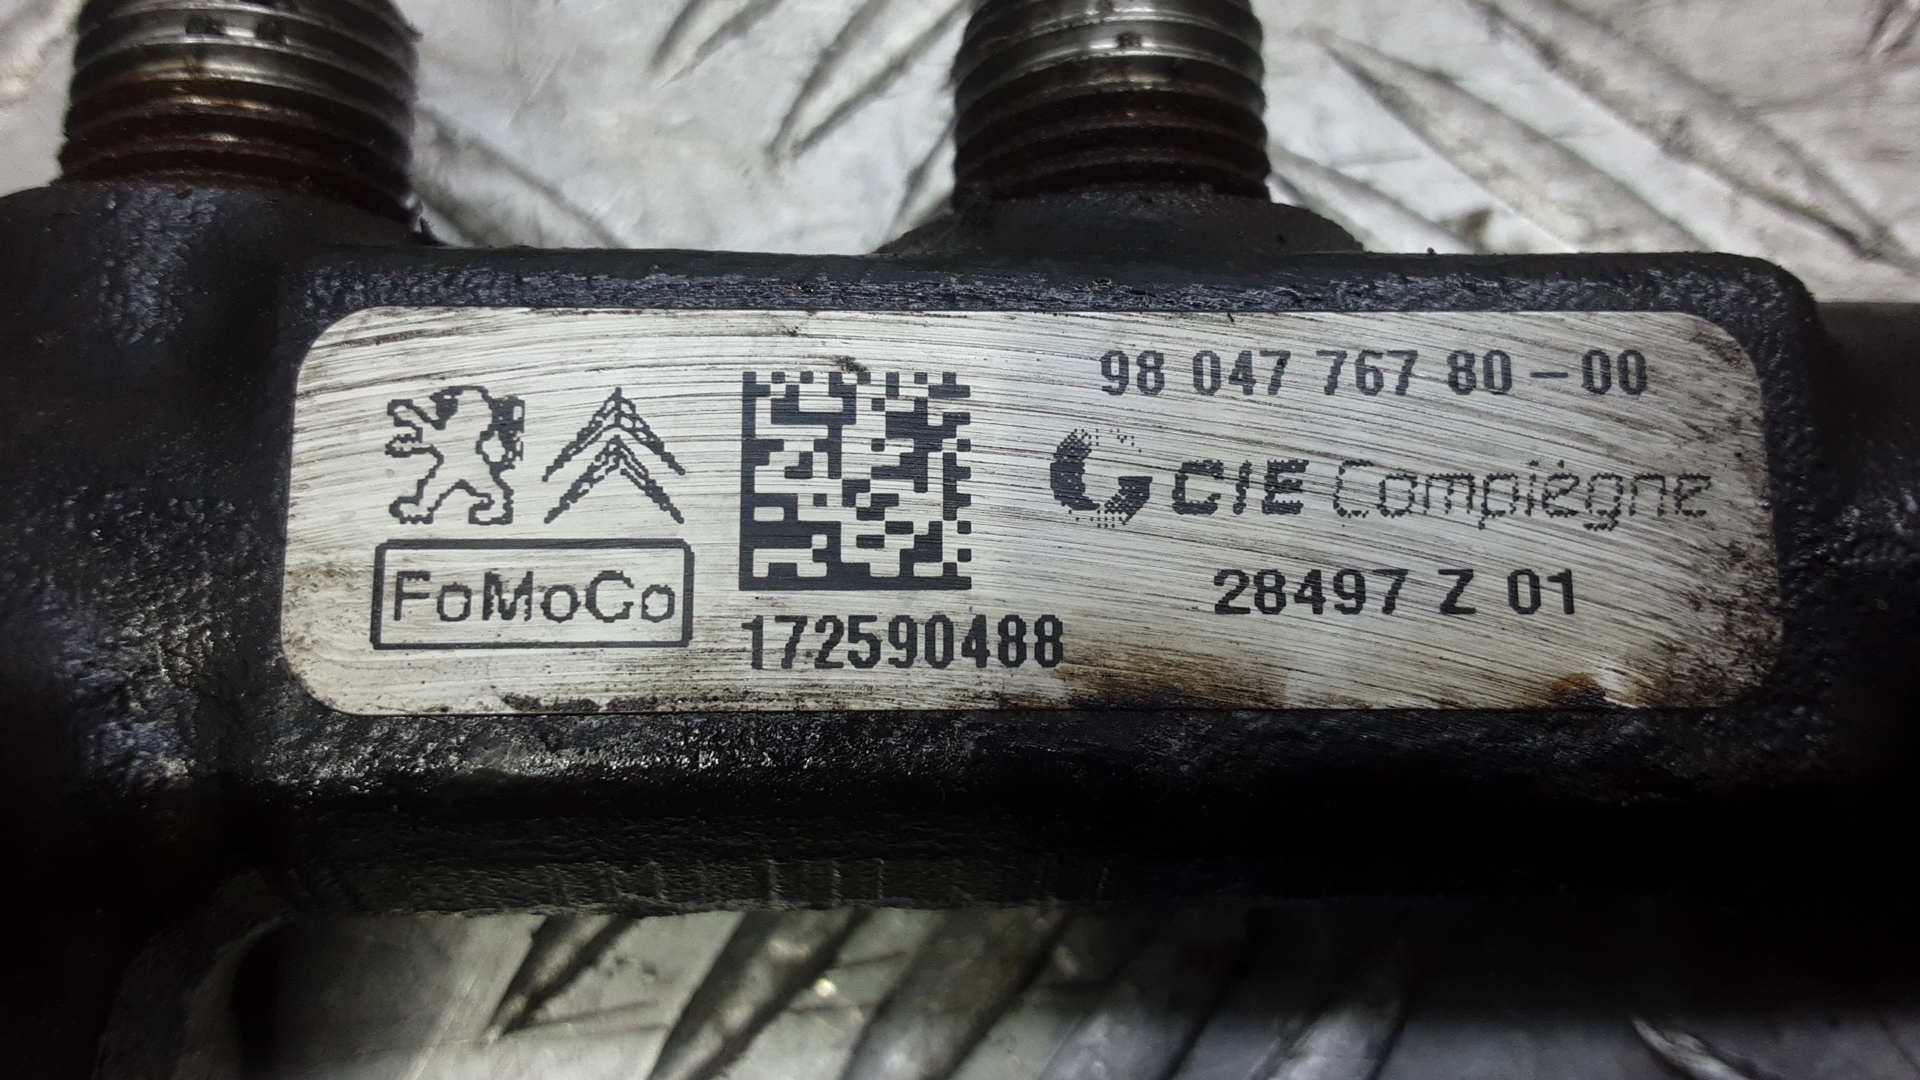 98 047 767 80-00
CIE Compiègne
28497 Z 01
FoMoCo
172590488